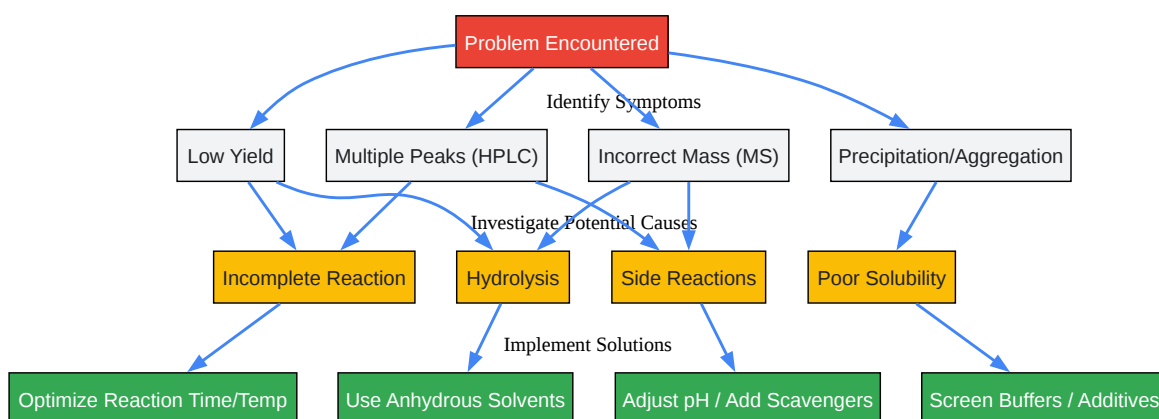 Problem Encountered
Identify Symptoms
Low Yield
Multiple Peaks (HPLC)
Incorrect Mass (MS)
Precipitation/Aggregation
Investigate Potential Causes
Incomplete Reaction
Hydrolysis
Side Reactions
Poor Solubility
Implement Solutions
Optimize Reaction Time/Temp
Use Anhydrous Solvents
Adjust pH / Add Scavengers
Screen Buffers / Additives